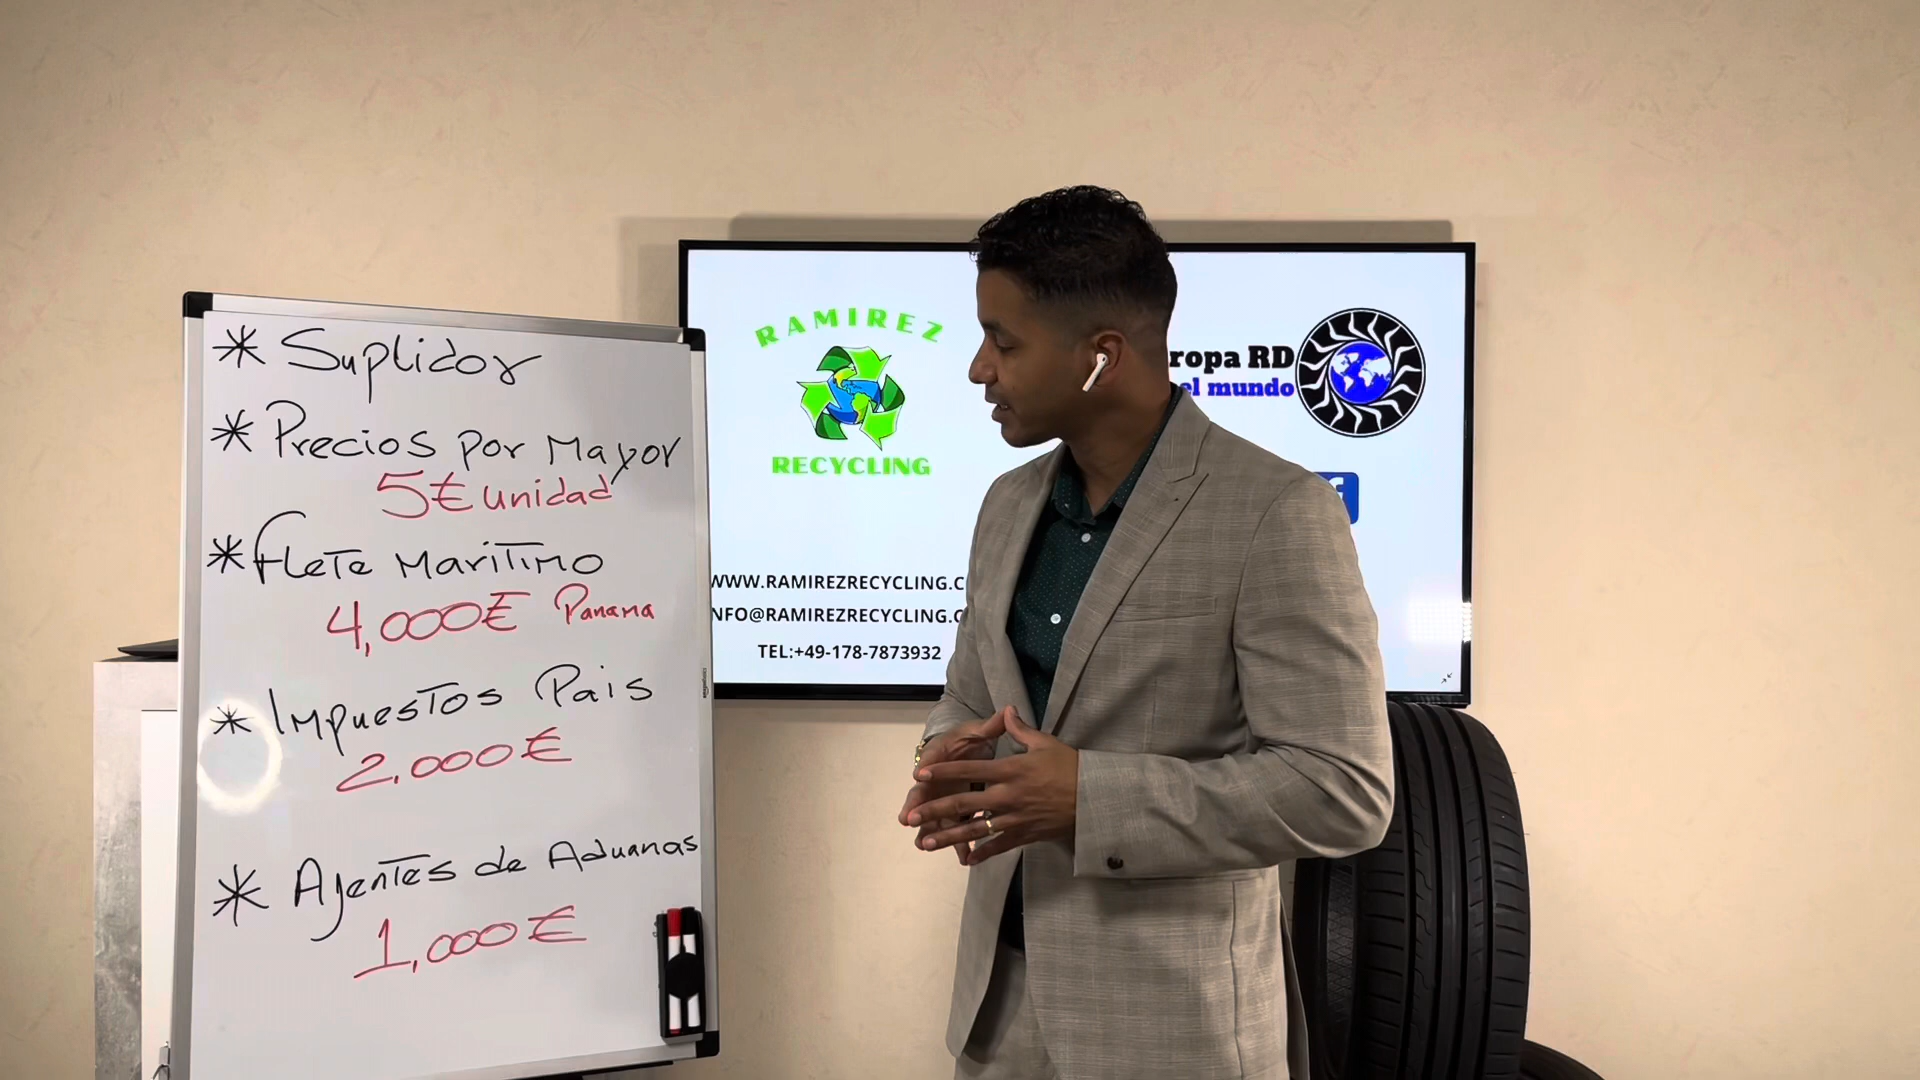 * Suplidor
* Precios por Mayor
5€ unidad
* Flete Maritimo
4,000€ Panama
* Impuestos Pais
2.000€
* Ajentes de Aduanas
1,000€
RAMIREZ
RECYCLING
ropa RD
el mundo
f
WWW.RAMIREZRECYCLING.C
NFO@RAMIREZRECYCLING.C
TEL:+49-178-7873932